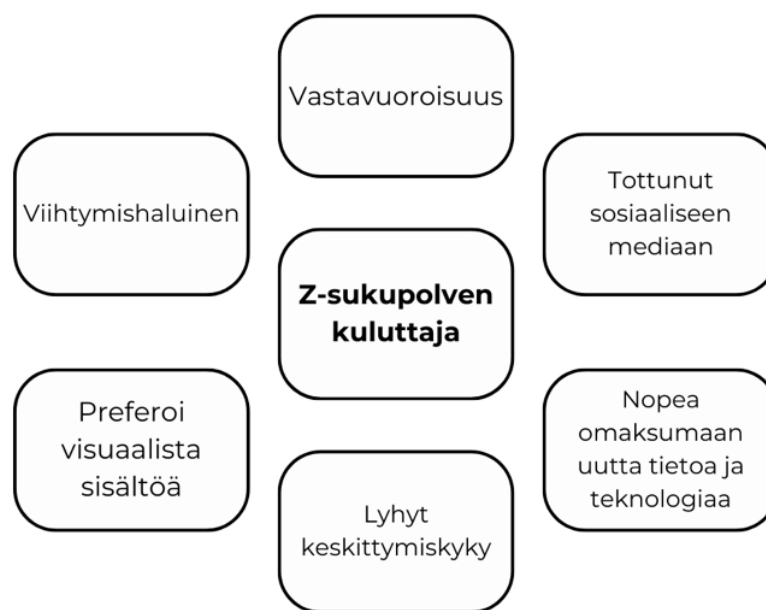 Vastavuoroisuus
Viihtymishaluinen
Tottunut
sosiaaliseen
mediaan
Z-sukupolven
kuluttaja
Preferoi
visuaalista
sisältöä
Nopea
omaksumaan
uutta tietoa ja
teknologiaa
Lyhyt
keskittymiskyky